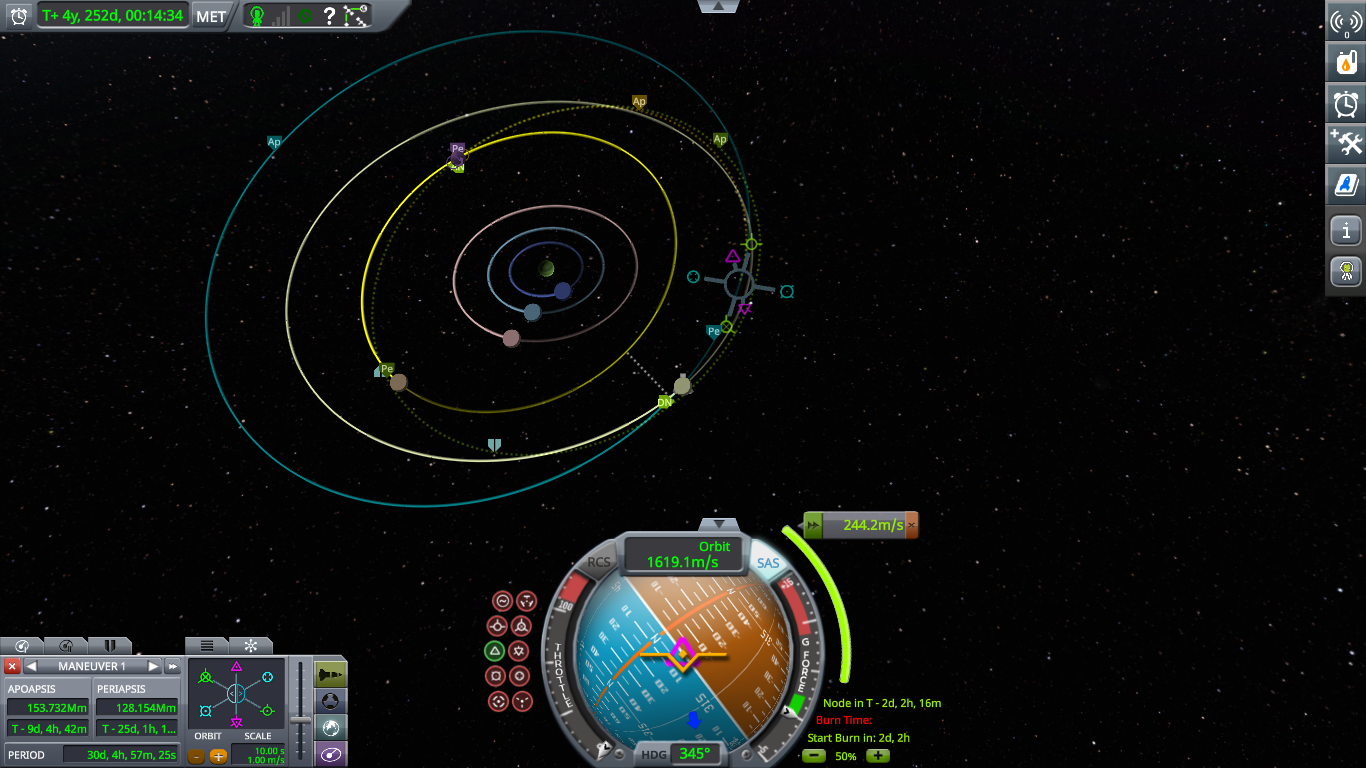 T+ 4y, 252d, 00:14:34
MET
?
0
Ap
Ap
Ap
Pe
Pe
Pe
DN
244.2m/s
Orbit
1619.1m/s
RCS
SAS
100
THROTTLE
G FORCE
N
315
HDG 345°
Node in T - 2d, 2h, 16m
Burn Time:
Start Burn in: 2d, 2h
50%
MANEUVER 1
APOAPSIS
PERIAPSIS
153.732Mm
128.154Mm
T - 9d, 4h, 42m
T - 25d, 1h, 1...
PERIOD
30d, 4h, 57m, 25s
ORBIT
SCALE
10.00 s
1.00 m/s